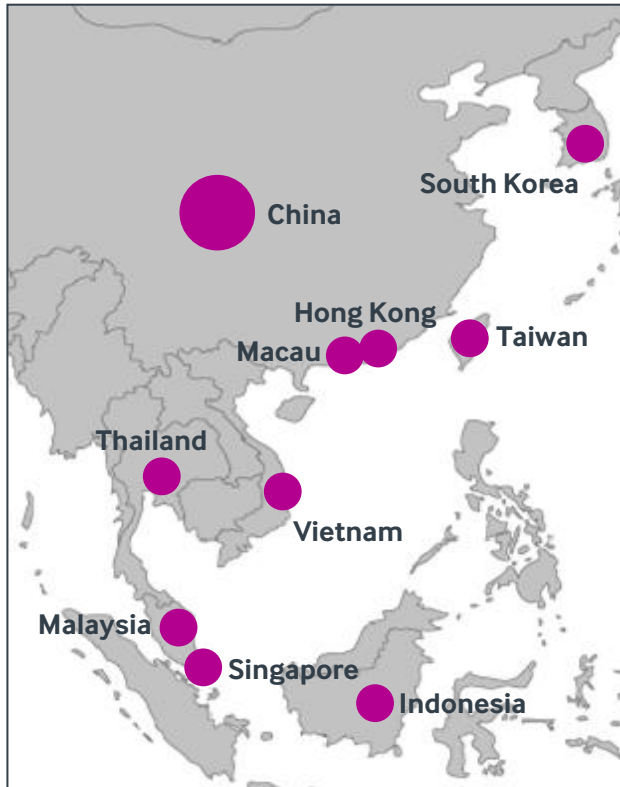 South Korea
China
Hong Kong
Macau
Taiwan
Thailand
Vietnam
Malaysia
Singapore
Indonesia